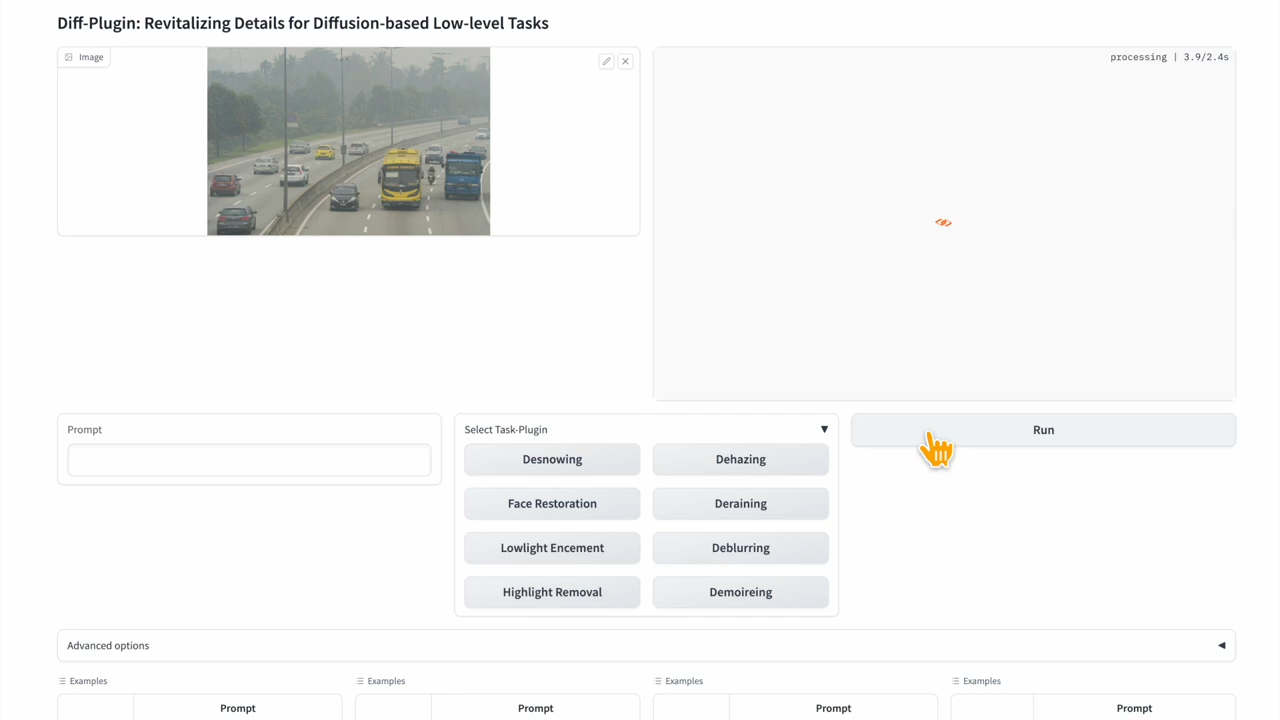 Diff-Plugin: Revitalizing Details for Diffusion-based Low-level Tasks
Image
processing | 3.9/2.4s
Prompt
Select Task-Plugin
▼
Run
Desnowing
Dehazing
Face Restoration
Deraining
Lowlight Encement
Deblurring
Highlight Removal
Demoireing
Advanced options
◀
Examples
Examples
Examples
Examples
Prompt
Prompt
Prompt
Prompt